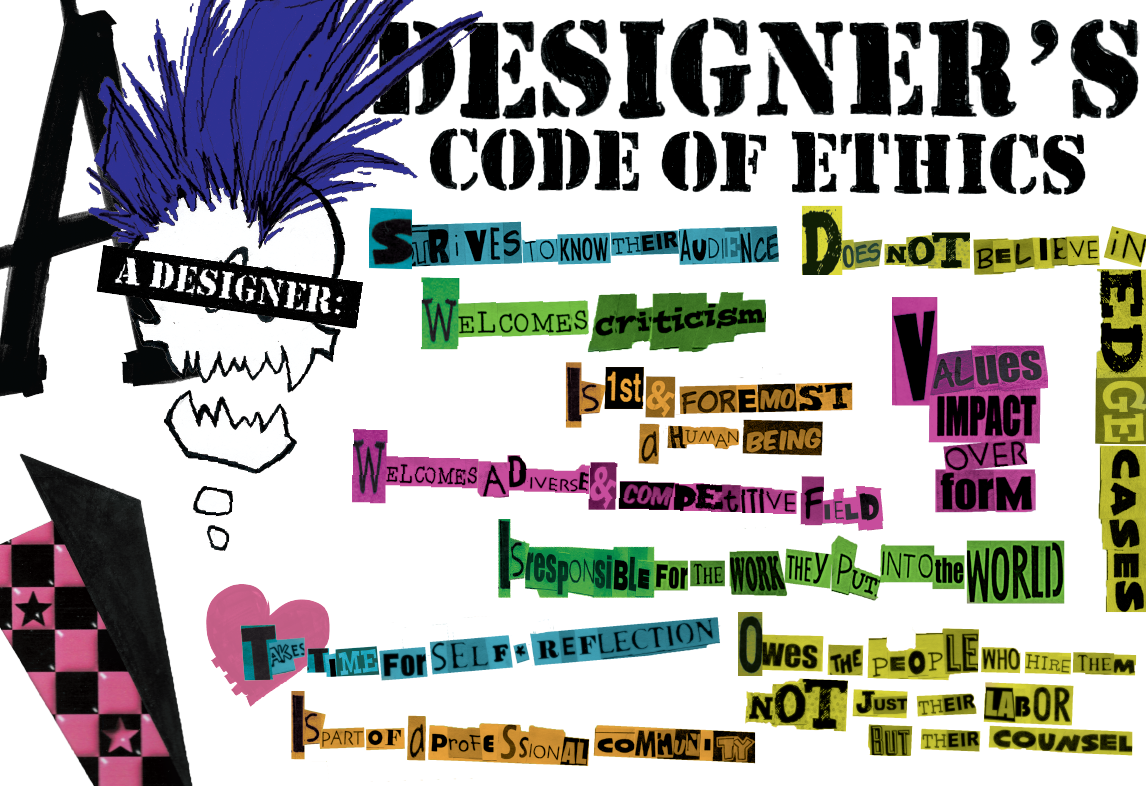 A DESIGNER'S
CODE OF ETHICS
A DESIGNER:
STRiVES TO KNOW THEIR AUDIENCE
DOES NOT BELIEVE iN
EDGE CASES
WELCOMES criticism
VALues
IMPACT
OVER
forM
IS 1st & FOREMOST
a HUMAN BEING
WELCOMES A DIVERSE & COMPEtITIVE FiELD
IS respONsiBLE For THE WORK THEy PuT INTO the WORLD
TAKES TIME For SELF* REFLECTION
Owes THE PEOPLE WHO HIRE THEM
NOT Just THEIR LABOR
BUT THEIR COUNSEL
IS PART OF a ProfESSioNAL COMMUNiTY